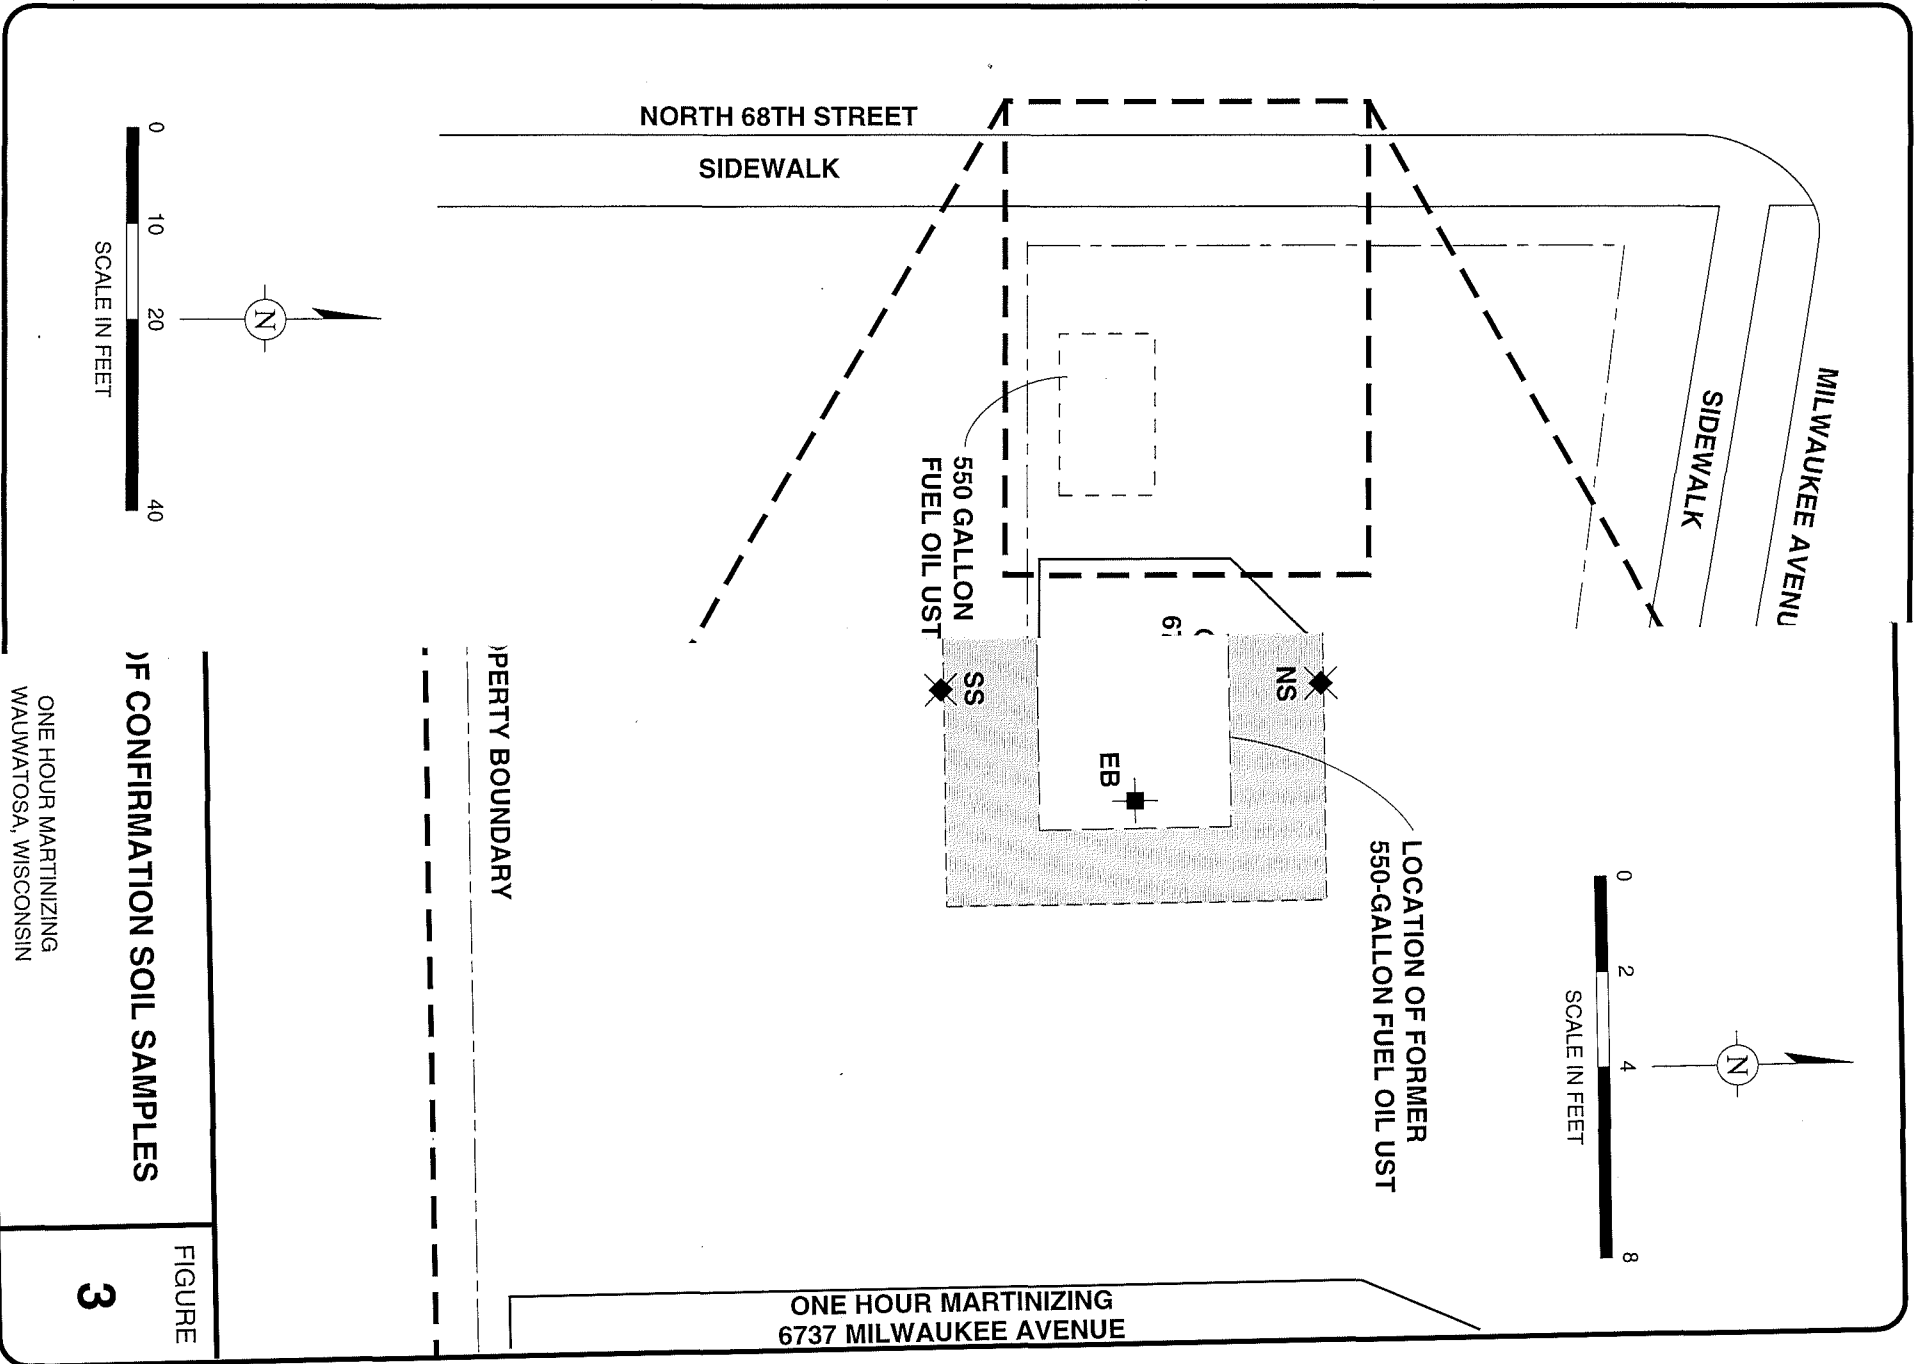 NORTH 68TH STREET
SIDEWALK
0
10
20
40
SCALE IN FEET
N
MILWAUKEE AVENU
SIDEWALK
550 GALLON
FUEL OIL UST
SS
NS
EB
LOCATION OF FORMER
550-GALLON FUEL OIL UST
0
2
4
8
SCALE IN FEET
N
PERTY BOUNDARY
ONE HOUR MARTINIZING
6737 MILWAUKEE AVENUE
F CONFIRMATION SOIL SAMPLES
ONE HOUR MARTINIZING
WAUWATOSA, WISCONSIN
FIGURE
3